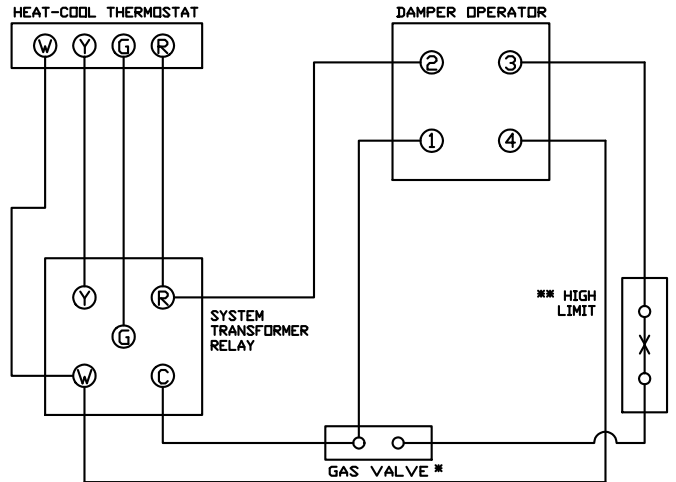 HEAT-COOL THERMOSTAT
DAMPER OPERATOR
W Y G R
2 3
1 4
Y R
G
W C
SYSTEM
TRANSFORMER
RELAY
** HIGH
LIMIT
GAS VALVE *